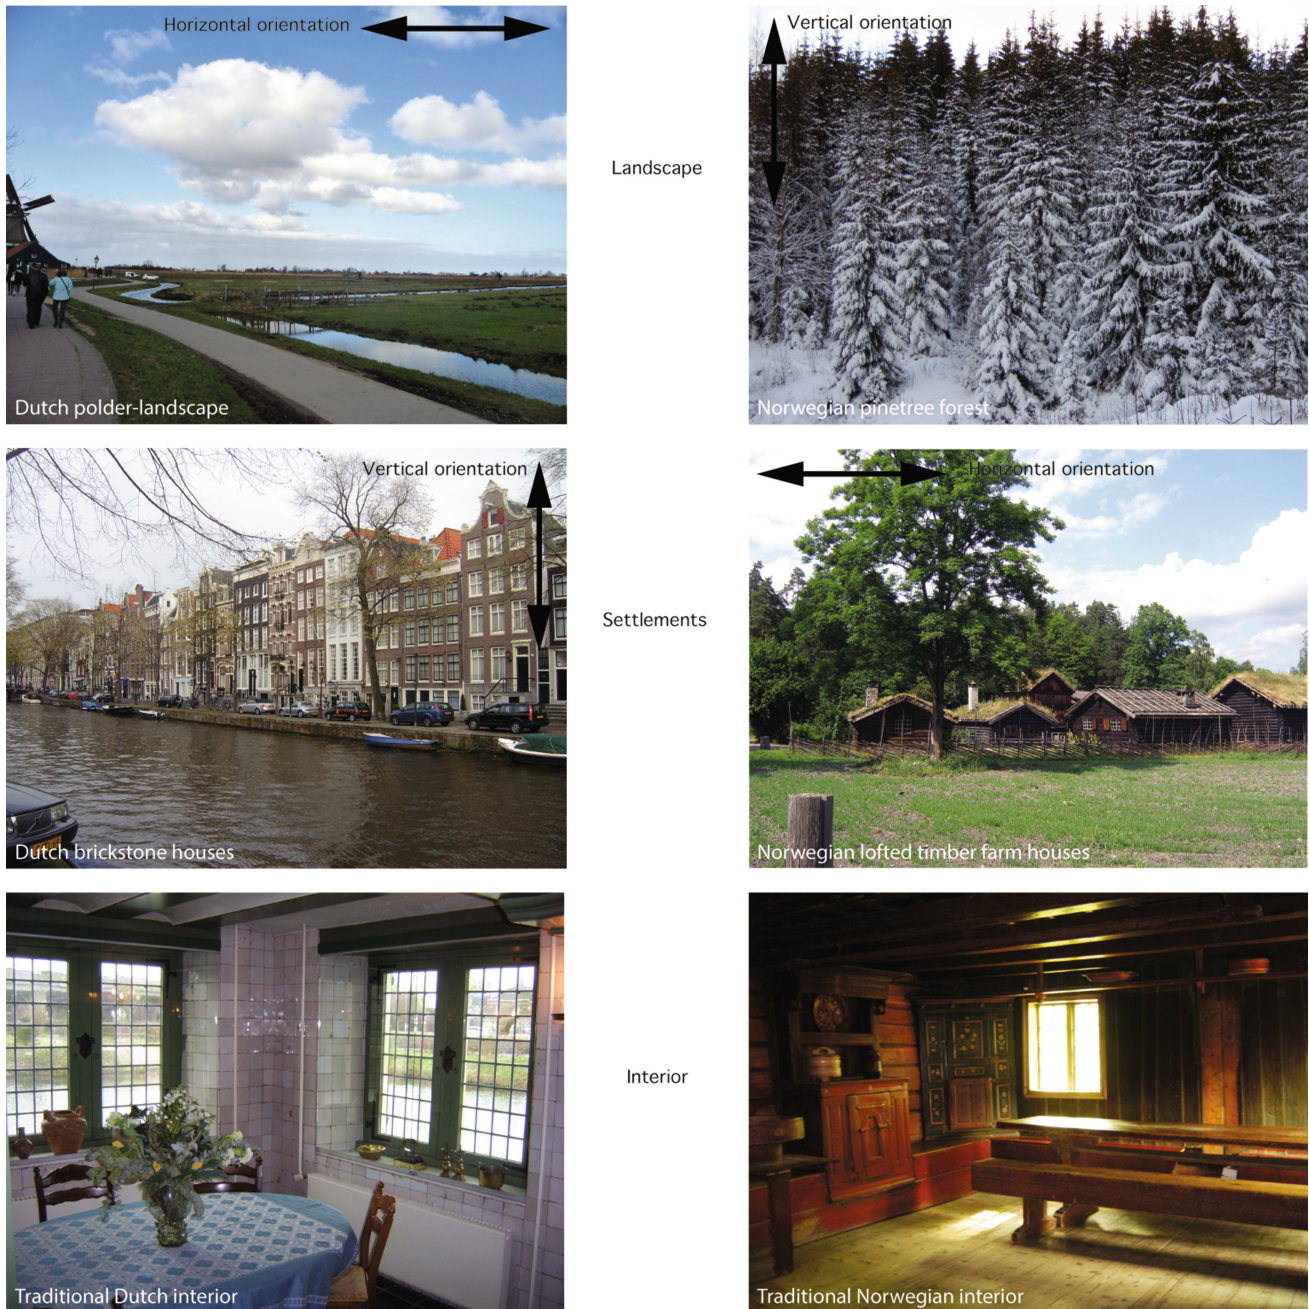 Horizontal orientation
Vertical orientation
Landscape
Dutch polder-landscape
Norwegian pinetree forest
Vertical orientation
Horizontal orientation
Settlements
Dutch brickstone houses
Norwegian lofted timber farm houses
Interior
Traditional Dutch interior
Traditional Norwegian interior